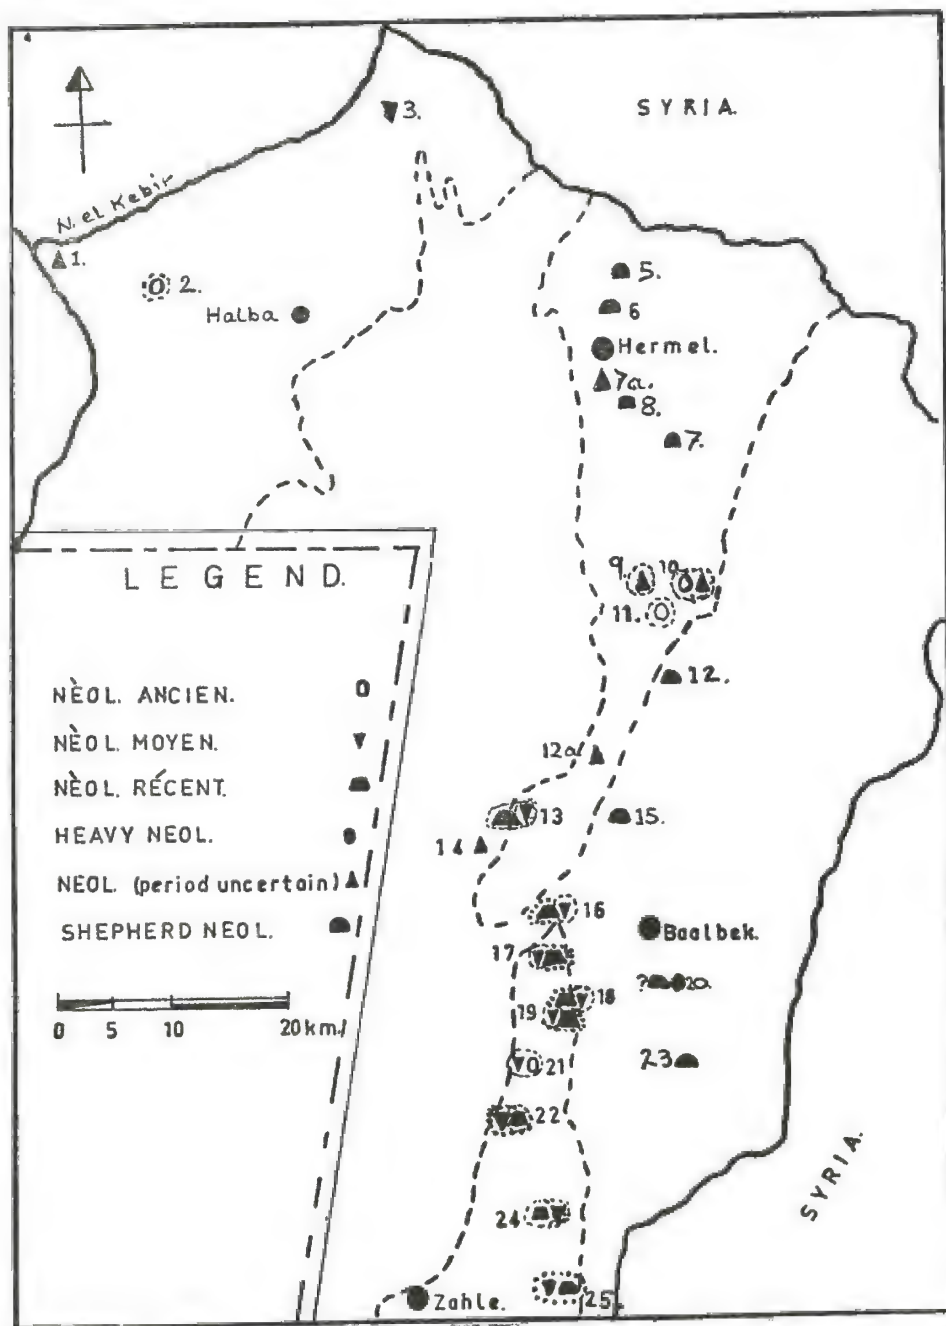 4
SYRIA.
3.
N. el Kebir
1.
2.
Halba
5.
6
Hermel.
7a.
8.
7.
9.
10.
11.
12.
12a
13
14
15.
16
Baalbek.
17
? 20.
18
19
21
23
22
SYRIA.
24
Zahle.
25.
LEGEND.
NÈOL. ANCIEN.
NÈOL. MOYEN.
NÈOL. RÉCENT.
HEAVY NEOL.
NEOL. (period uncertain)
SHEPHERD NEOL.
0 5 10 20km.